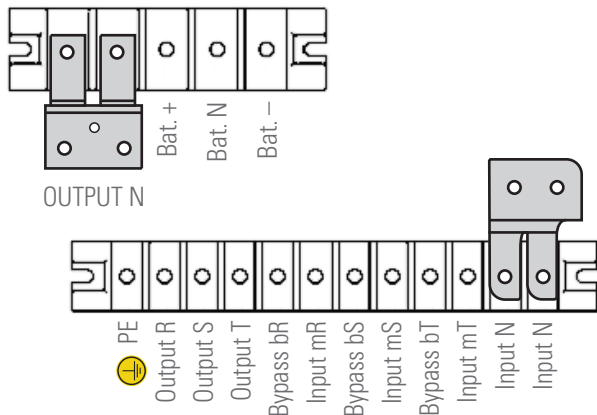 Bat. +
Bat. N
Bat. –
OUTPUT N
PE
Output R
Output S
Output T
Bypass bR
Input mR
Bypass bS
Input mS
Bypass bT
Input mT
Input N
Input N